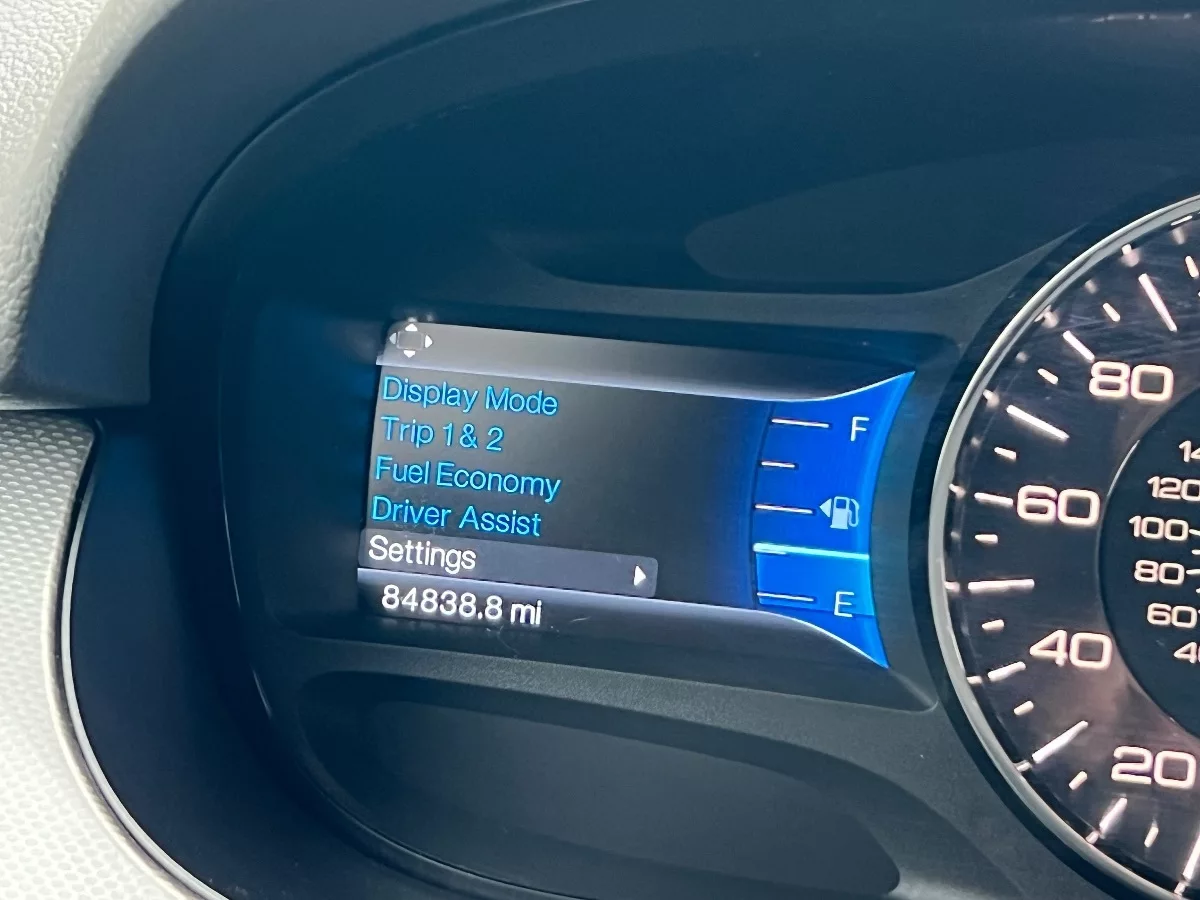 Display Mode
Trip 1 & 2
Fuel Economy
Driver Assist
Settings
84838.8 mi
F
E
80
60
40
20
120
100
80
60